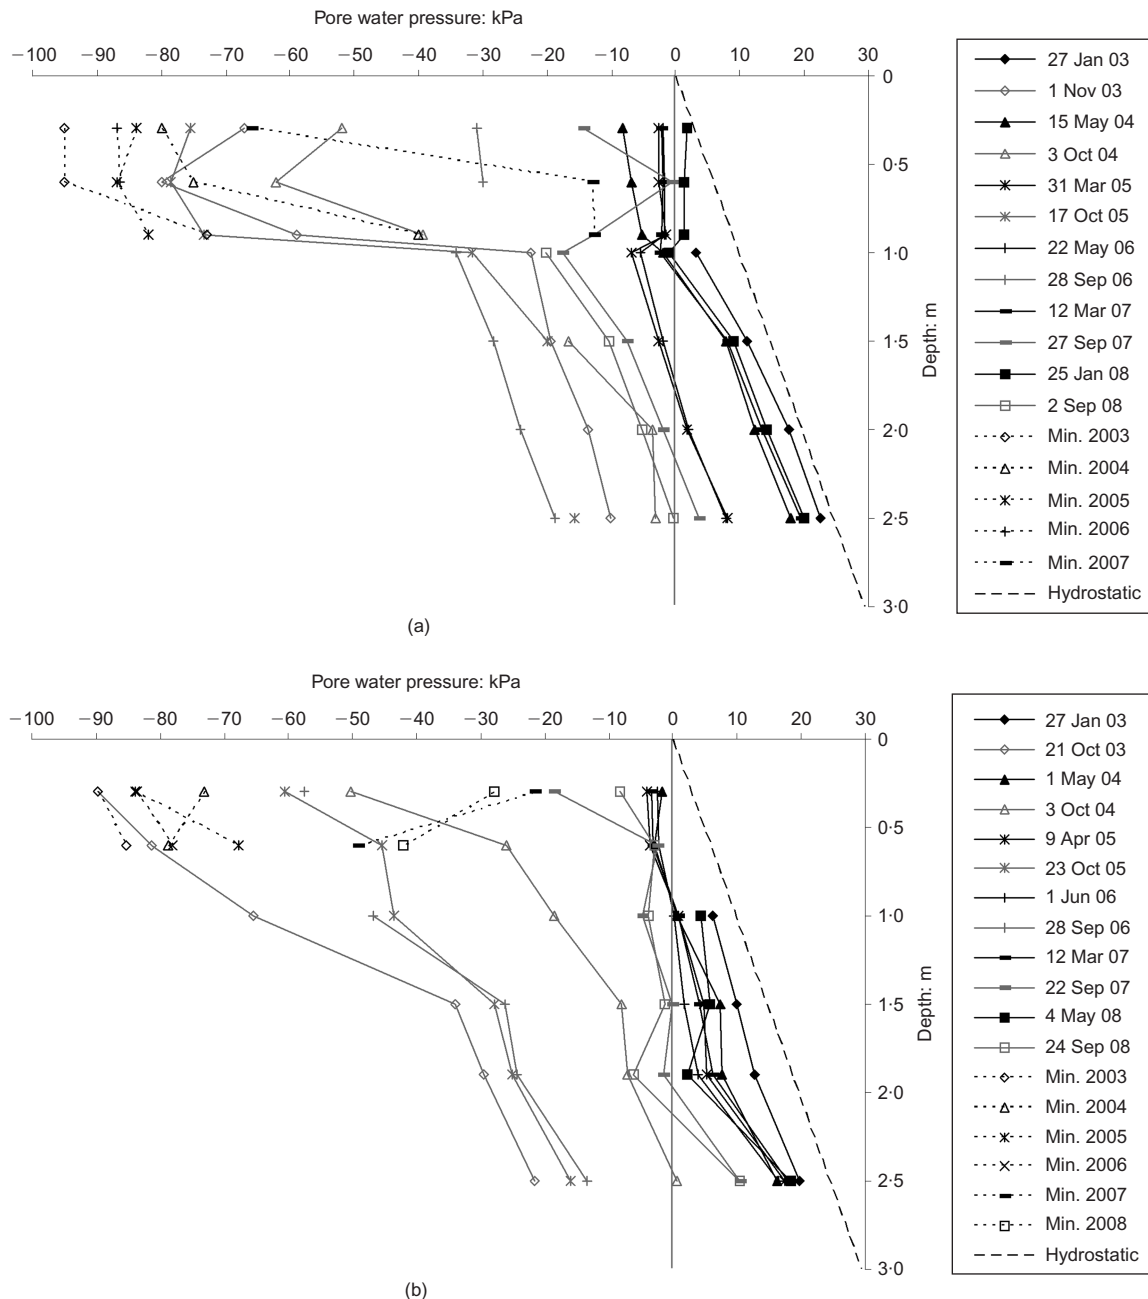 Pore water pressure: kPa
−100 −90 −80 −70 −60 −50 −40 −30 −20 −10 0 10 20 30
0
0·5
1·0
1·5
2·0
2·5
3·0
Depth: m
27 Jan 03
1 Nov 03
15 May 04
3 Oct 04
31 Mar 05
17 Oct 05
22 May 06
28 Sep 06
12 Mar 07
27 Sep 07
25 Jan 08
2 Sep 08
Min. 2003
Min. 2004
Min. 2005
Min. 2006
Min. 2007
Hydrostatic
(a)
Pore water pressure: kPa
−100 −90 −80 −70 −60 −50 −40 −30 −20 −10 0 10 20 30
0
0·5
1·0
1·5
2·0
2·5
3·0
Depth: m
27 Jan 03
21 Oct 03
1 May 04
3 Oct 04
9 Apr 05
23 Oct 05
1 Jun 06
28 Sep 06
12 Mar 07
22 Sep 07
4 May 08
24 Sep 08
Min. 2003
Min. 2004
Min. 2005
Min. 2006
Min. 2007
Min. 2008
Hydrostatic
(b)